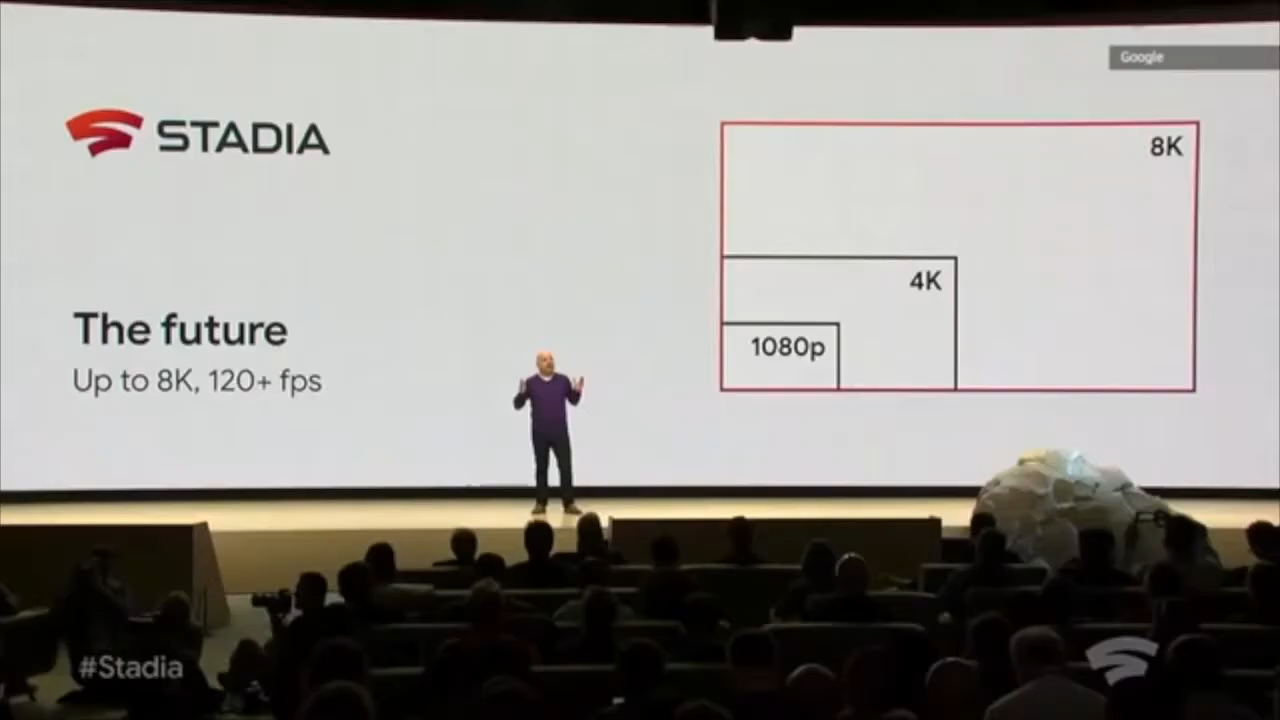 Google
STADIA
8K
4K
The future
1080p
Up to 8K, 120+ fps
#Stadia